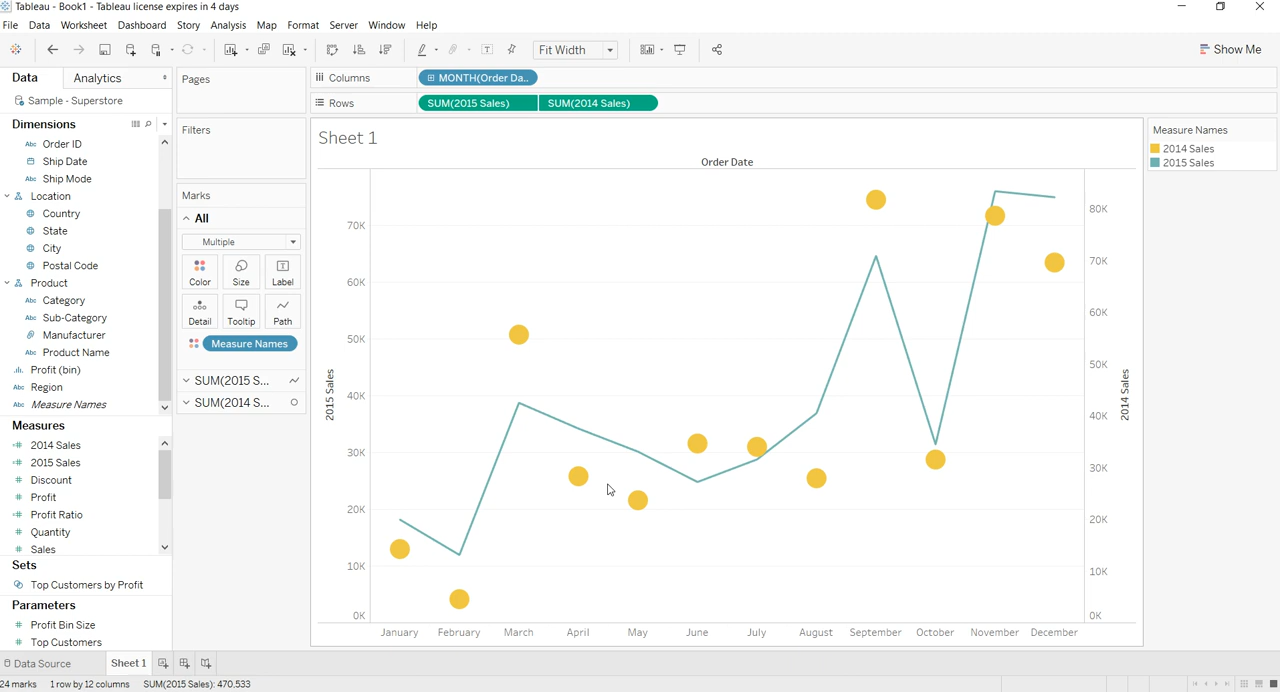 Tableau - Book1 - Tableau license expires in 4 days
File Data Worksheet Dashboard Story Analysis Map Format Server Window Help
Fit Width
Show Me
Data Analytics
Sample - Superstore
Dimensions
Abc Order ID
Ship Date
Abc Ship Mode
Location
Country
State
City
Postal Code
Product
Abc Category
Abc Sub-Category
Manufacturer
Abc Product Name
Profit (bin)
Abc Region
Abc Measure Names
Measures
2014 Sales
2015 Sales
Discount
Profit
Profit Ratio
Quantity
Sales
Sets
Top Customers by Profit
Parameters
Profit Bin Size
Top Customers
Pages
Filters
Marks
All
Multiple
Color Size Label
Detail Tooltip Path
Measure Names
SUM(2015 S...
SUM(2014 S...
Columns MONTH(Order Da..
Rows SUM(2015 Sales) SUM(2014 Sales)
Sheet 1
Order Date
2015 Sales
70K
60K
50K
40K
30K
20K
10K
0K
80K
70K
60K
50K
40K
30K
20K
10K
0K
2014 Sales
January February March April May June July August September October November December
Measure Names
2014 Sales
2015 Sales
Data Source Sheet 1
24 marks 1 row by 12 columns SUM(2015 Sales): 470,533